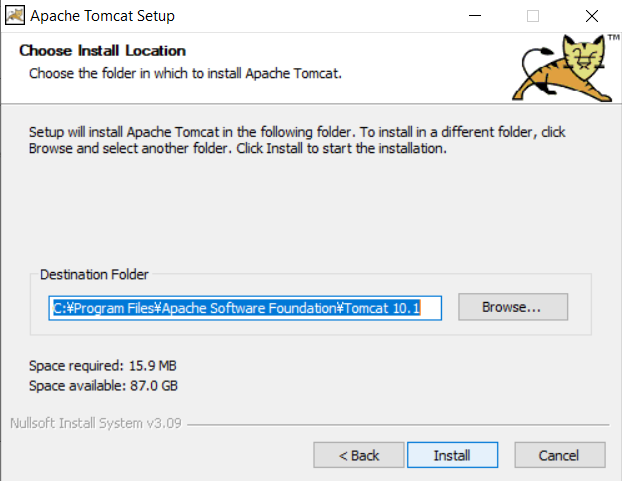 Apache Tomcat Setup
Choose Install Location
Choose the folder in which to install Apache Tomcat.
TM
Setup will install Apache Tomcat in the following folder. To install in a different folder, click
Browse and select another folder. Click Install to start the installation.
Destination Folder
C:¥Program Files¥Apache Software Foundation¥Tomcat 10.1
Browse...
Space required: 15.9 MB
Space available: 87.0 GB
Nullsoft Install System v3.09
< Back
Install
Cancel